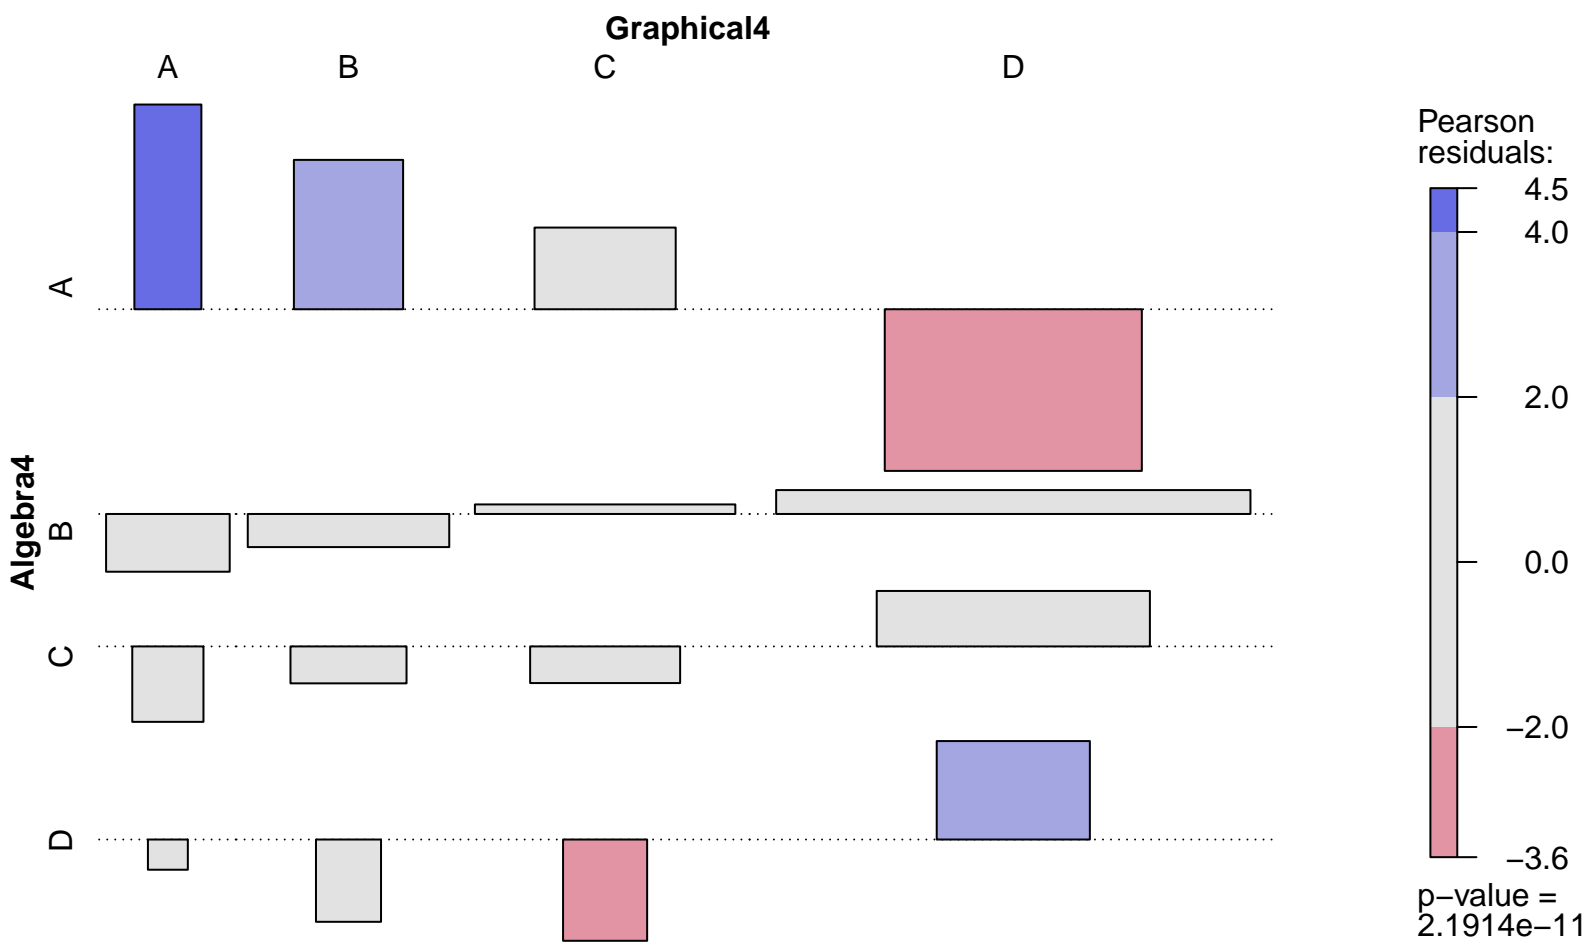 Graphical4
A
B
C
D
Algebra4
A
B
C
D
Pearson
residuals:
4.5
4.0
2.0
0.0
−2.0
−3.6
p−value =
2.1914e−11